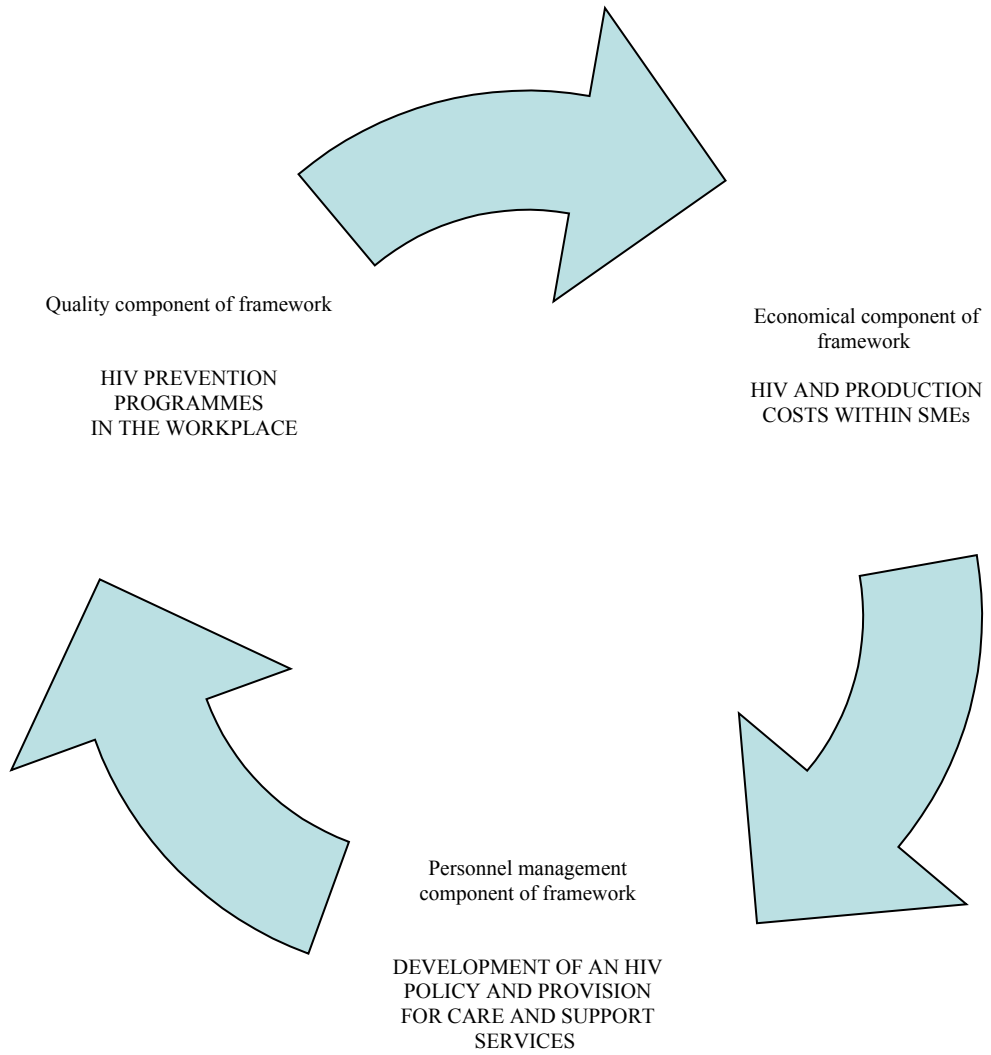 Quality component of framework
HIV PREVENTION
PROGRAMMES
IN THE WORKPLACE
Economical component of
framework
HIV AND PRODUCTION
COSTS WITHIN SMEs
Personnel management
component of framework
DEVELOPMENT OF AN HIV
POLICY AND PROVISION
FOR CARE AND SUPPORT
SERVICES